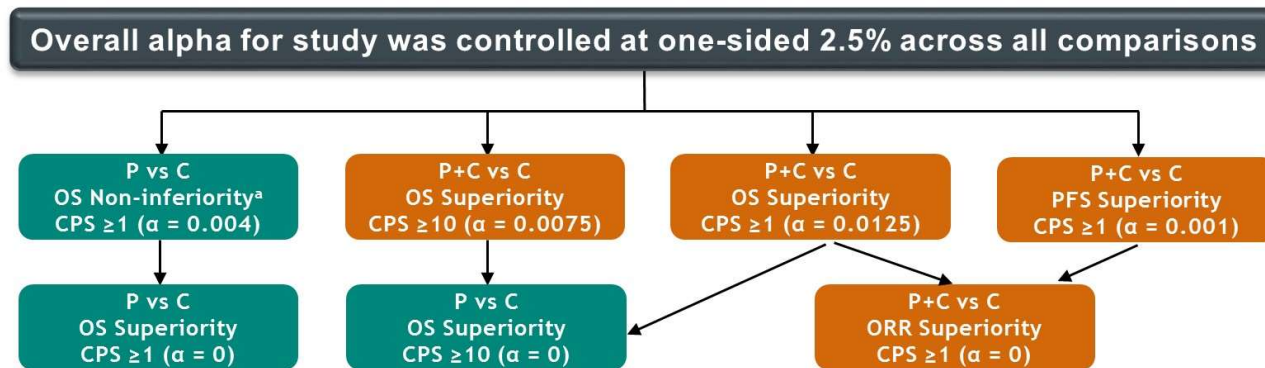 Overall alpha for study was controlled at one-sided 2.5% across all comparisons
P vs C
OS Non-inferiorityᵃ
CPS ≥1 (α = 0.004)
P+C vs C
OS Superiority
CPS ≥10 (α = 0.0075)
P+C vs C
OS Superiority
CPS ≥1 (α = 0.0125)
P+C vs C
PFS Superiority
CPS ≥1 (α = 0.001)
P vs C
OS Superiority
CPS ≥1 (α = 0)
P vs C
OS Superiority
CPS ≥10 (α = 0)
P+C vs C
ORR Superiority
CPS ≥1 (α = 0)